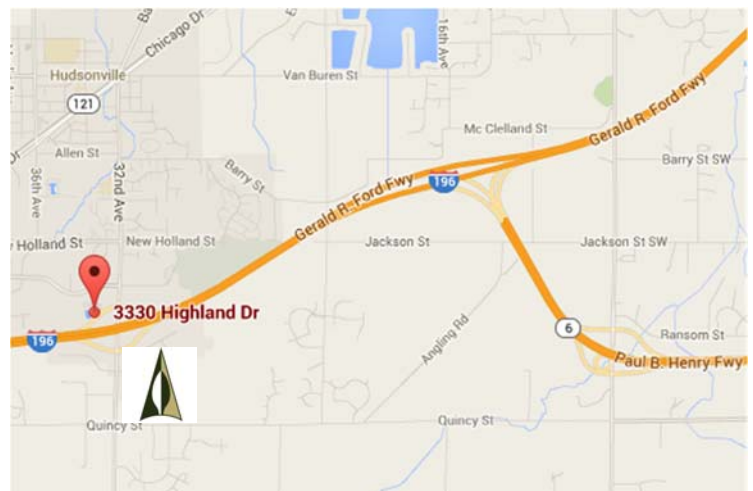 Chicago Dr
16th Ave
Hudsonville
Van Buren St
121
Mc Clelland St
Gerald R. Ford Fwy
Allen St
Barry St SW
32nd Ave
36th Ave
Barry St
196
Gerald R. Ford Fwy
Holland St
New Holland St
Jackson St
Jackson St SW
3330 Highland Dr
196
Angling Rd
6
Ransom St
Paul B. Henry Fwy
Quincy St
Quincy St